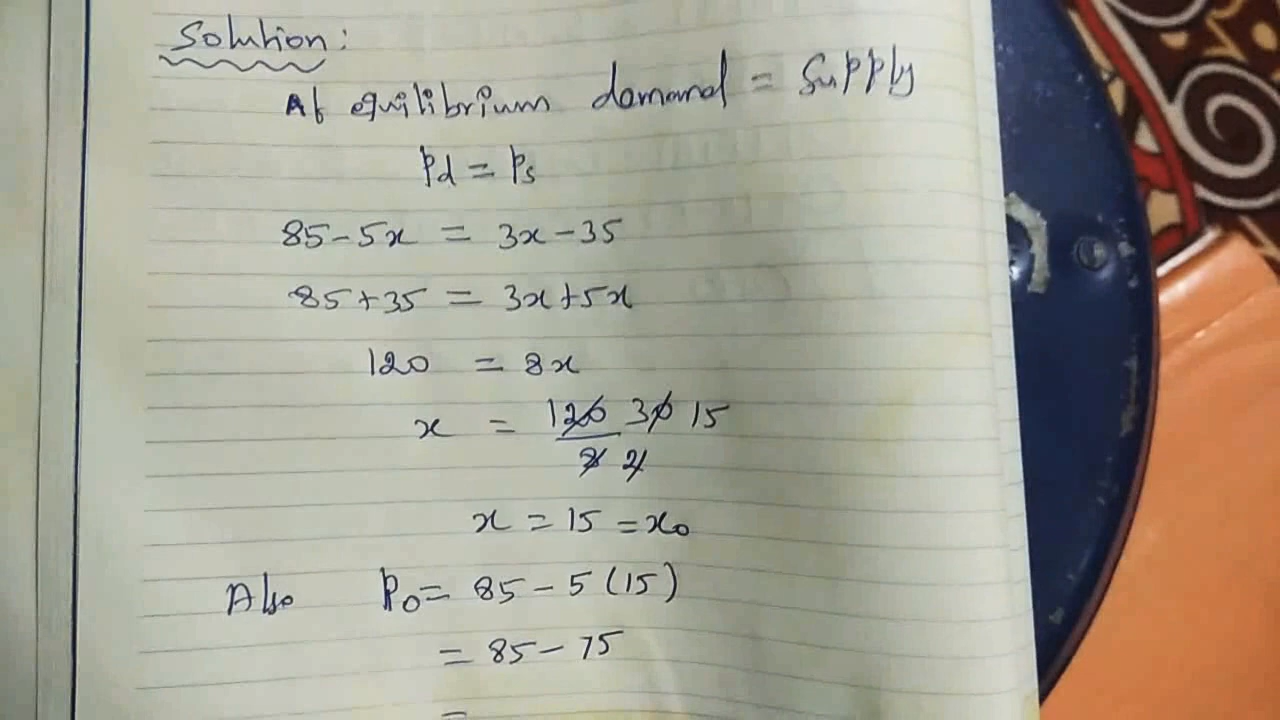 Solution:
At equilibrium demand = Supply
Pd = Ps
85 - 5x = 3x - 35
85 + 35 = 3x + 5x
120 = 8x
x = 120 30 15
8 2
x = 15 = x0
Also P0 = 85 - 5 (15)
= 85 - 75
=